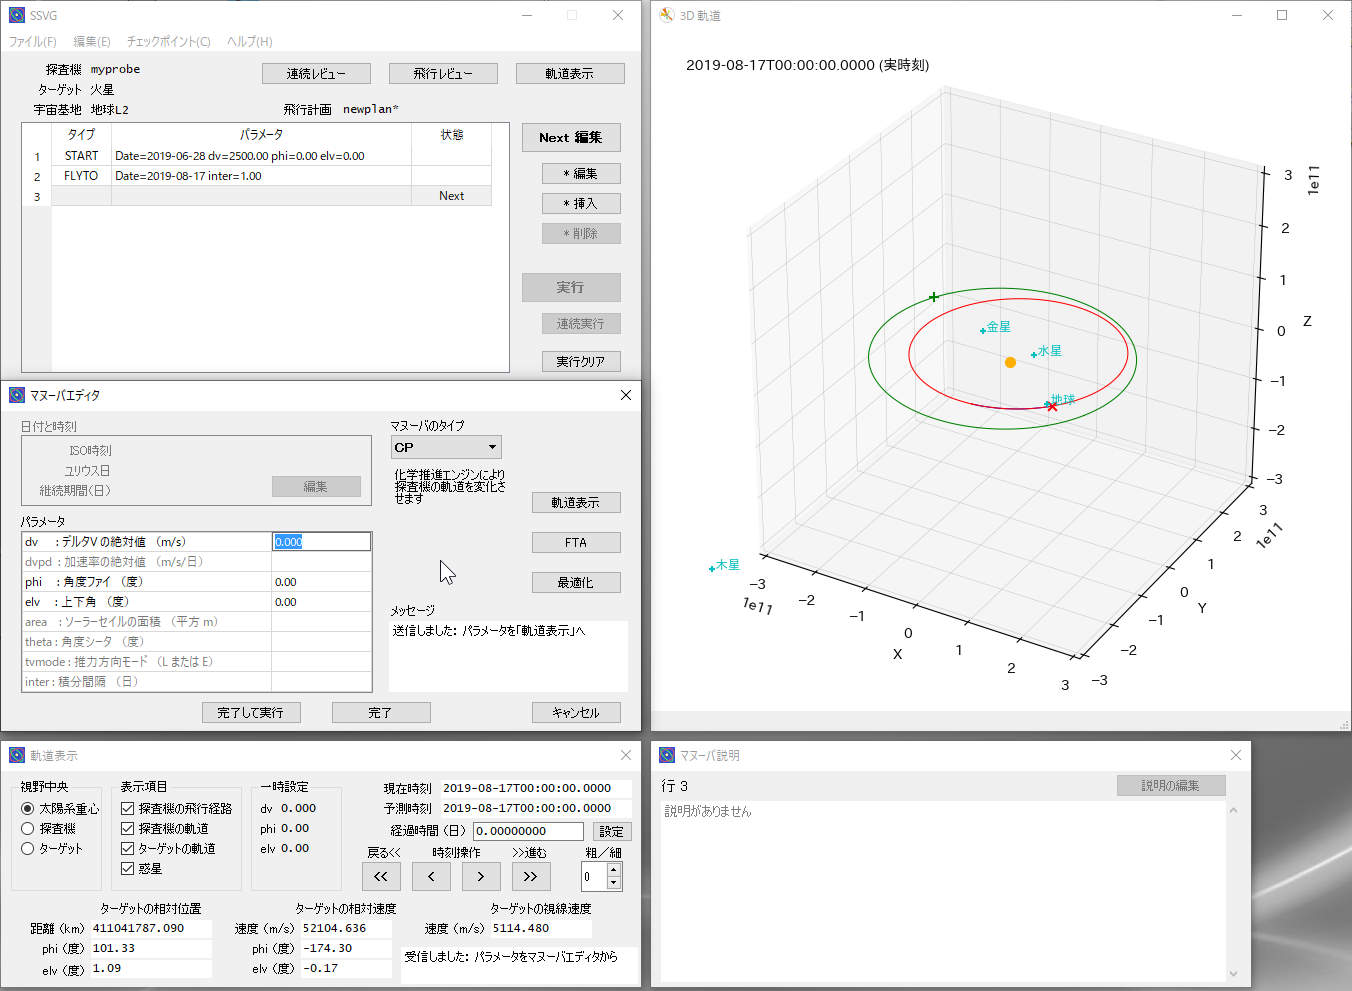 SSVG
ファイル(F) 編集(E) チェックポイント(C) ヘルプ(H)
探査機 myprobe
ターゲット 火星
宇宙基地 地球L2
連続レビュー 飛行レビュー 軌道表示
飛行計画 newplan*
タイプ パラメータ 状態
1 START Date=2019-06-28 dv=2500.00 phi=0.00 elv=0.00
2 FLYTO Date=2019-08-17 inter=1.00
3 Next
Next 編集
* 編集
* 挿入
* 削除
実行
連続実行
実行クリア
マヌーバエディタ
日付と時刻
ISO時刻
ユリウス日
継続期間(日)
編集
マヌーバのタイプ
CP
化学推進エンジンにより
探査機の軌道を変化さ
せます
軌道表示
FTA
最適化
パラメータ
dv : デルタV の絶対値 (m/s) 0.000
dvpd : 加速率の絶対値 (m/s/日)
phi : 角度ファイ (度) 0.00
elv : 上下角 (度) 0.00
area : ソーラーセイルの面積 (平方 m)
theta : 角度シータ (度)
tvmode : 推力方向モード (L または E)
inter : 積分間隔 (日)
メッセージ
送信しました: パラメータを「軌道表示」へ
完了して実行 完了 キャンセル
軌道表示
視野中央
太陽系重心
探査機
ターゲット
表示項目
探査機の飛行経路
探査機の軌道
ターゲットの軌道
惑星
一時設定
dv 0.000
phi 0.00
elv 0.00
現在時刻 2019-08-17T00:00:00.0000
予測時刻 2019-08-17T00:00:00.0000
経過時間 (日) 0.00000000 設定
戻る<< 時刻操作 >>進む 粗/細
<< < > >> 0
ターゲットの相対位置
距離 (km) 411041787.090
phi (度) 101.33
elv (度) 1.09
ターゲットの相対速度
速度 (m/s) 52104.636
phi (度) -174.30
elv (度) -0.17
ターゲットの視線速度
速度 (m/s) 5114.480
受信しました: パラメータをマヌーバエディタから
3D 軌道
2019-08-17T00:00:00.0000 (実時刻)
金星
水星
地球
木星
3
2
1
0
−1
−2
−3
1e11
Z
3
2
1
0
−1
−2
−3
1e11
Y
−3
−2
−1
0
1
2
3
1e11
X
マヌーバ説明
行 3
説明の編集
説明がありません